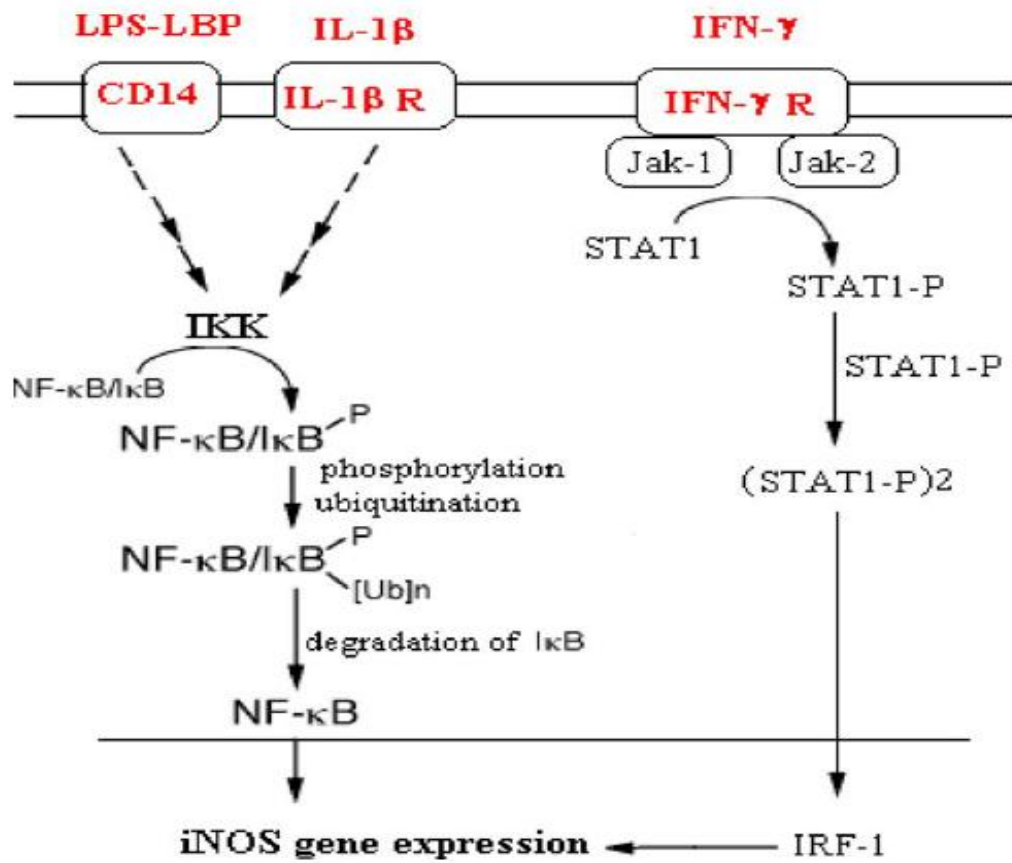 LPS-LBP IL-1β IFN-γ
CD14 IL-1β R IFN-γ R
Jak-1 Jak-2
STAT1
STAT1-P
IKK
STAT1-P
NF-κB/IκB
NF-κB/IκB P
phosphorylation
ubiquitination
(STAT1-P)2
NF-κB/IκB P
[Ub]n
degradation of IκB
NF-κB
iNOS gene expression IRF-1